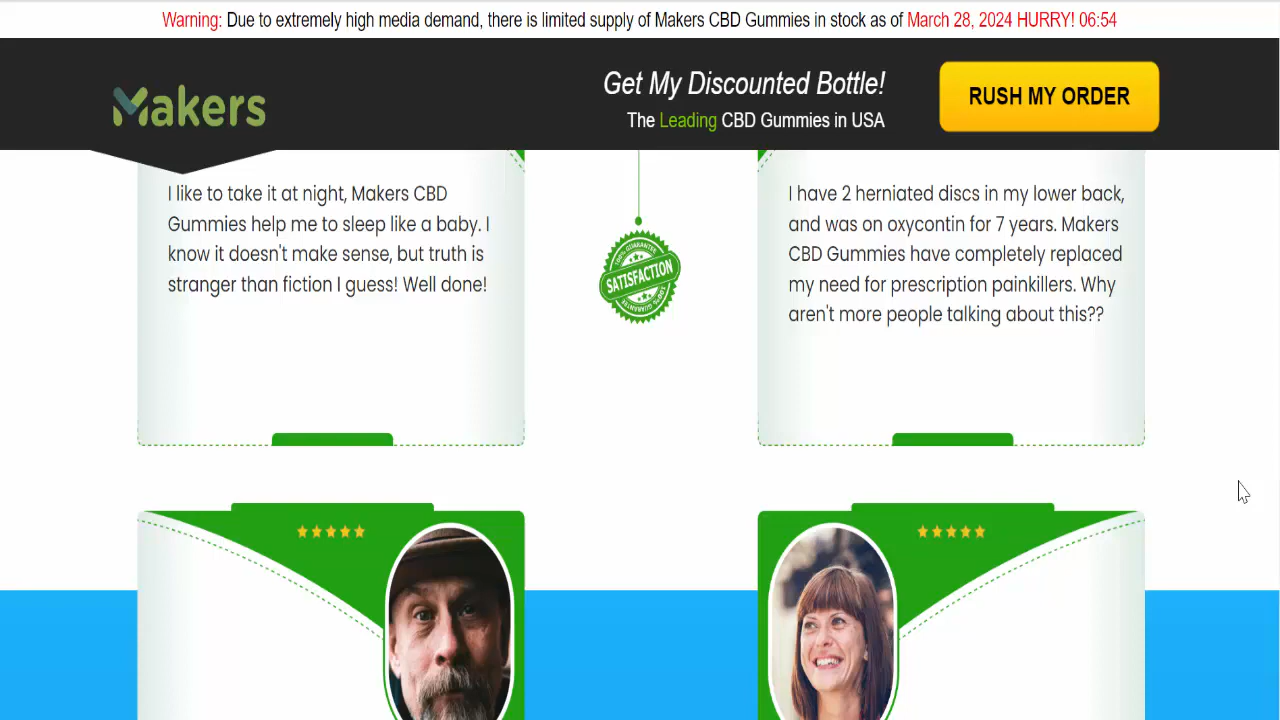 Warning: Due to extremely high media demand, there is limited supply of Makers CBD Gummies in stock as of March 28, 2024 HURRY! 06:54
Makers
Get My Discounted Bottle!
The Leading CBD Gummies in USA
RUSH MY ORDER
I like to take it at night, Makers CBD
Gummies help me to sleep like a baby. I
know it doesn't make sense, but truth is
stranger than fiction I guess! Well done!
100% GUARANTEE
SATISFACTION
100% GUARANTEE
I have 2 herniated discs in my lower back,
and was on oxycontin for 7 years. Makers
CBD Gummies have completely replaced
my need for prescription painkillers. Why
aren't more people talking about this??